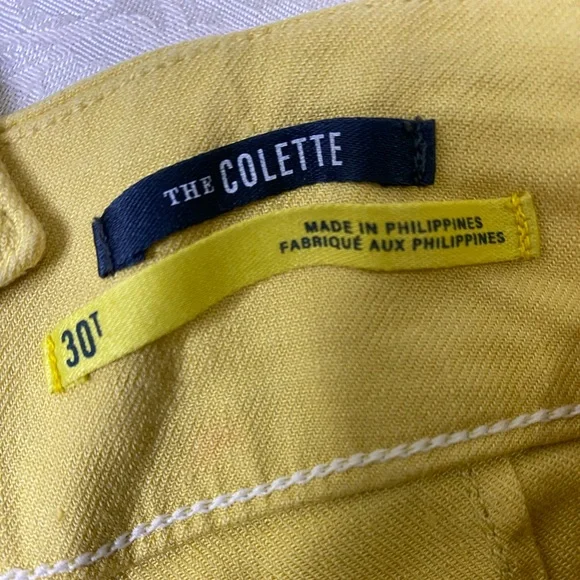 THE COLETTE
MADE IN PHILIPPINES
FABRIQUÉ AUX PHILIPPINES
30T